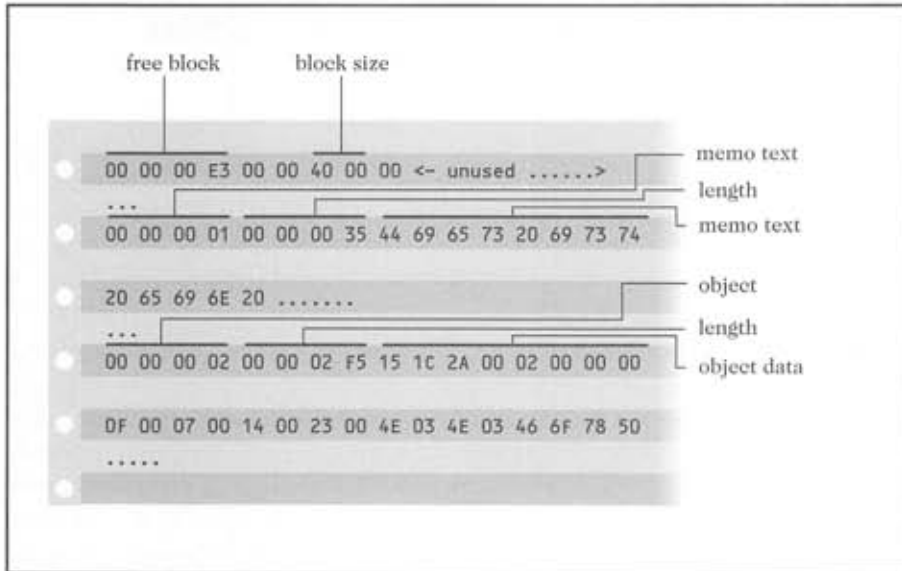 free block block size
00 00 00 E3 00 00 40 00 00 <- unused ......>
memo text
...
length
00 00 00 01 00 00 00 35 44 69 65 73 20 69 73 74
memo text
20 65 69 6E 20 .......
object
...
length
00 00 00 02 00 00 02 F5 15 1C 2A 00 02 00 00 00
object data
DF 00 07 00 14 00 23 00 4E 03 4E 03 46 6F 78 50
.....